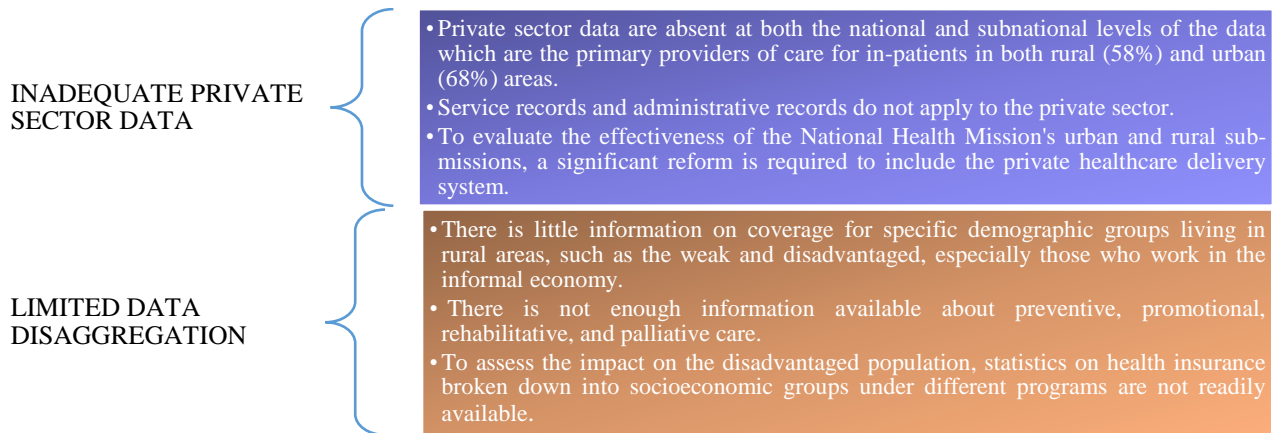 INADEQUATE PRIVATE
SECTOR DATA
•Private sector data are absent at both the national and subnational levels of the data
which are the primary providers of care for in-patients in both rural (58%) and urban
(68%) areas.
•Service records and administrative records do not apply to the private sector.
•To evaluate the effectiveness of the National Health Mission's urban and rural sub-
missions, a significant reform is required to include the private healthcare delivery
system.
LIMITED DATA
DISAGGREGATION
•There is little information on coverage for specific demographic groups living in
rural areas, such as the weak and disadvantaged, especially those who work in the
informal economy.
• There is not enough information available about preventive, promotional,
rehabilitative, and palliative care.
•To assess the impact on the disadvantaged population, statistics on health insurance
broken down into socioeconomic groups under different programs are not readily
available.